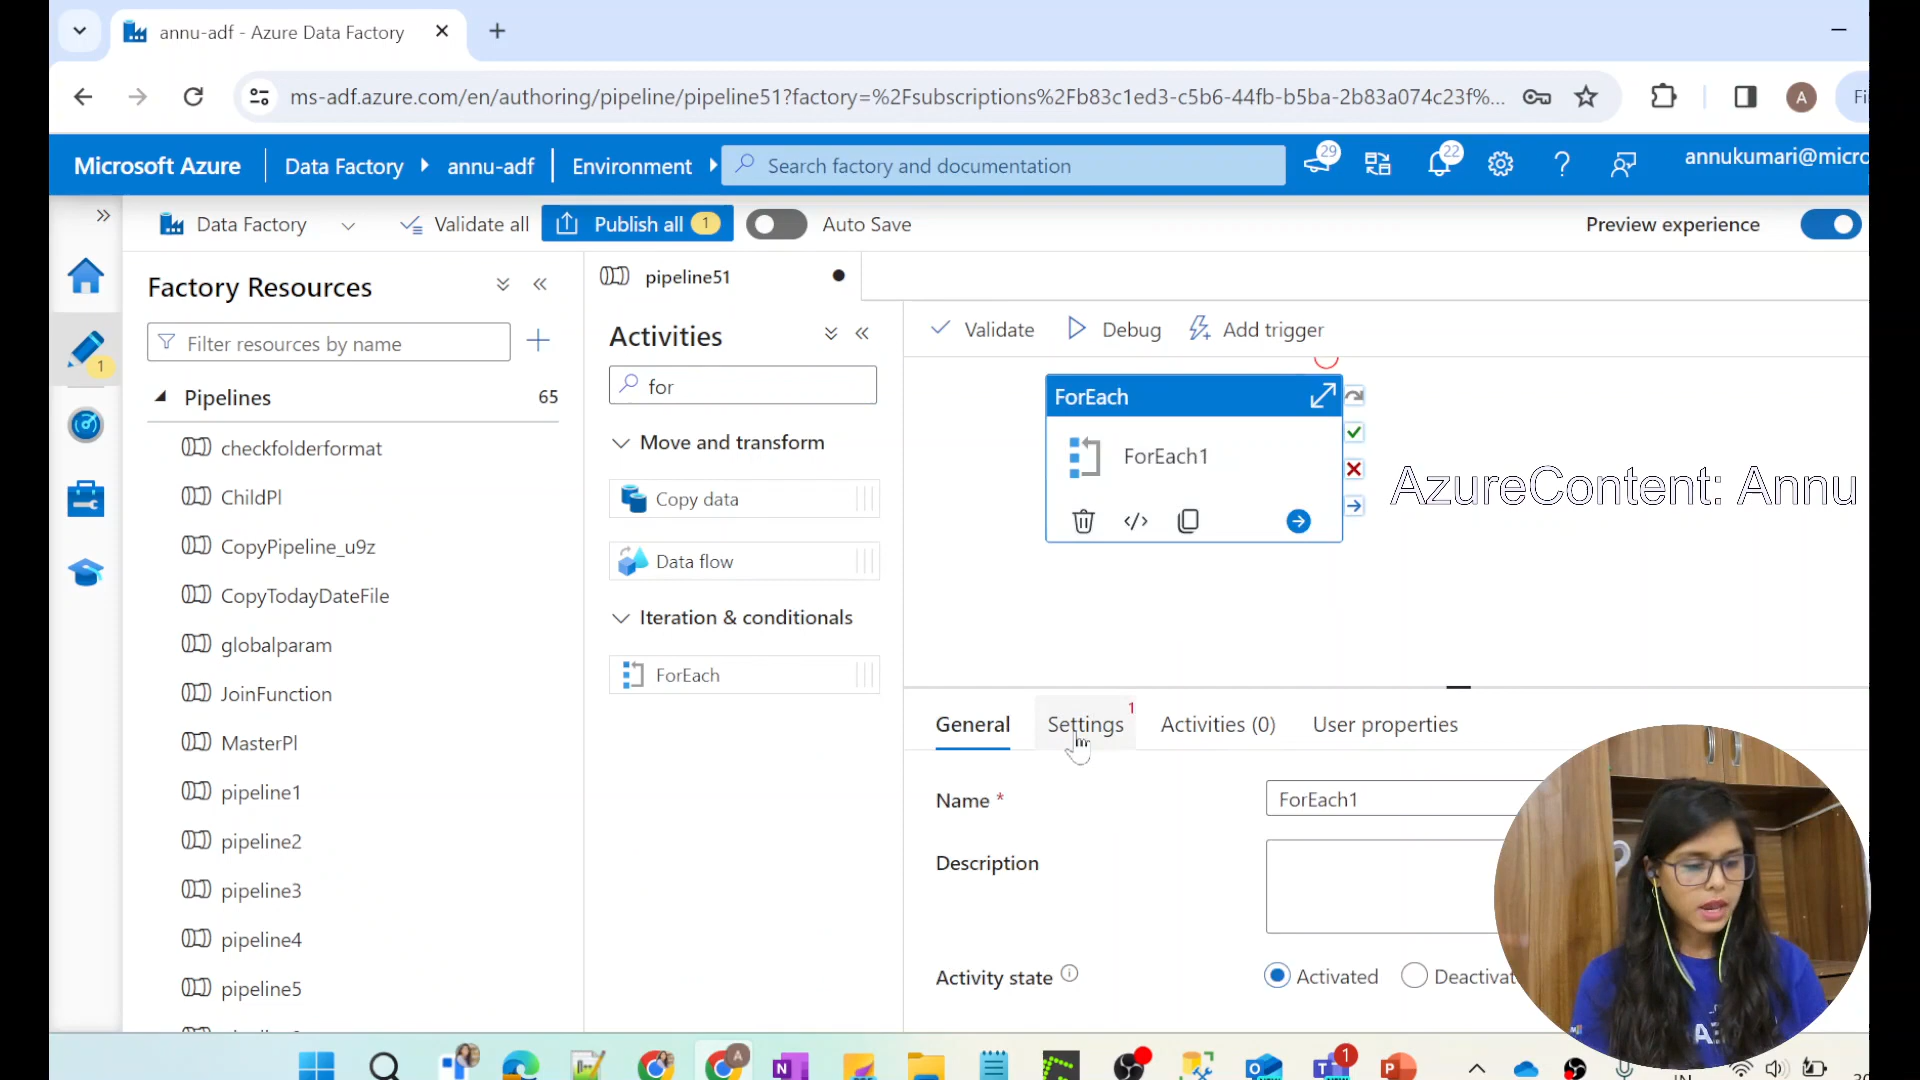 annu-adf - Azure Data Factory
ms-adf.azure.com/en/authoring/pipeline/pipeline51?factory=%2Fsubscriptions%2Fb83c1ed3-c5b6-44fb-b5ba-2b83a074c23f%...
A
Fi
Microsoft Azure
Data Factory
annu-adf
Environment
Search factory and documentation
29
22
annukumari@micro
Data Factory
Validate all
Publish all
1
Auto Save
Preview experience
Factory Resources
pipeline51
Filter resources by name
Activities
Validate
Debug
Add trigger
1
Pipelines
65
for
ForEach
checkfolderformat
Move and transform
ForEach1
AzureContent: Annu
ChildPl
Copy data
CopyPipeline_u9z
Data flow
CopyTodayDateFile
Iteration & conditionals
globalparam
ForEach
JoinFunction
General
Settings
1
Activities (0)
User properties
MasterPl
pipeline1
Name *
ForEach1
pipeline2
Description
pipeline3
pipeline4
Activity state
Activated
Deactivat
pipeline5
A
1